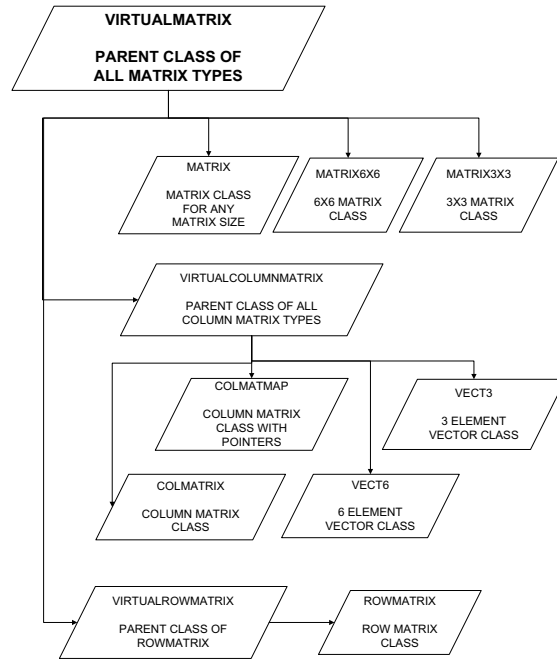 VIRTUALMATRIX
PARENT CLASS OF
ALL MATRIX TYPES
MATRIX
MATRIX CLASS
FOR ANY
MATRIX SIZE
MATRIX6X6
6X6 MATRIX
CLASS
MATRIX3X3
3X3 MATRIX
CLASS
VIRTUALCOLUMNMATRIX
PARENT CLASS OF ALL
COLUMN MATRIX TYPES
COLMATMAP
COLUMN MATRIX
CLASS WITH
POINTERS
VECT3
3 ELEMENT
VECTOR CLASS
COLMATRIX
COLUMN MATRIX
CLASS
VECT6
6 ELEMENT
VECTOR CLASS
VIRTUALROWMATRIX
PARENT CLASS OF
ROWMATRIX
ROWMATRIX
ROW MATRIX
CLASS